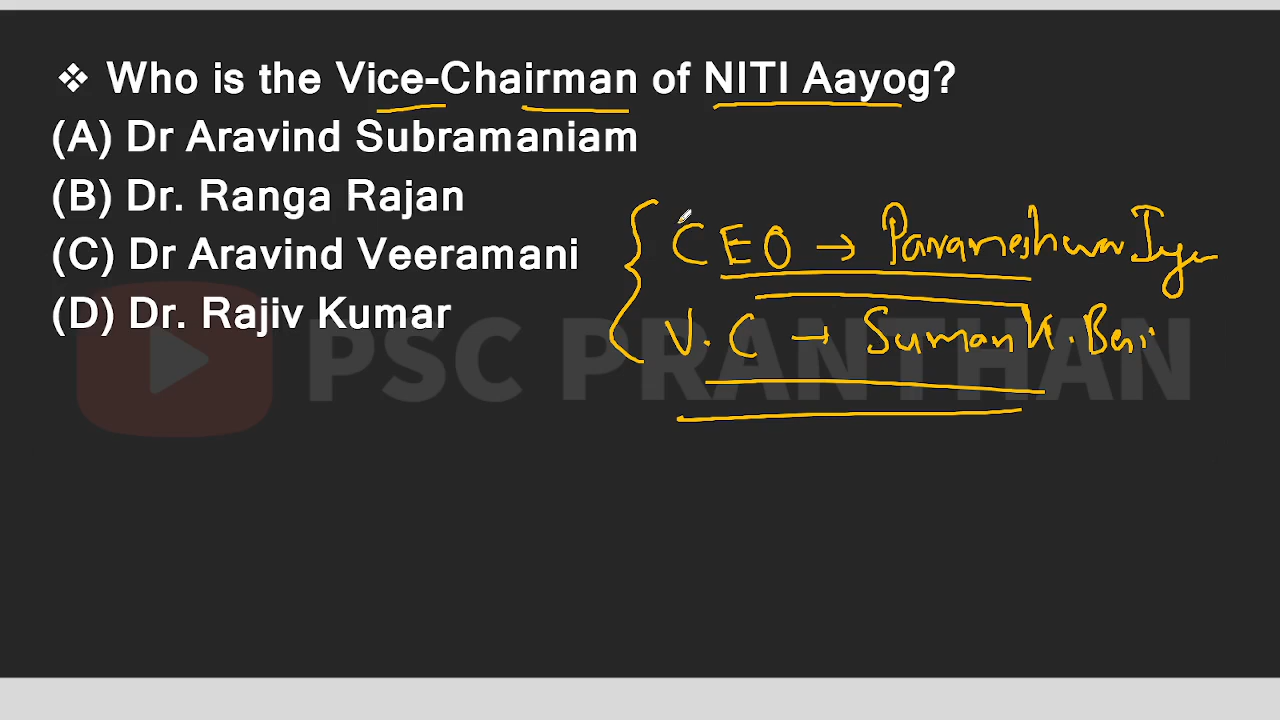 ❖ Who is the Vice-Chairman of NITI Aayog?
(A) Dr Aravind Subramaniam
(B) Dr. Ranga Rajan
(C) Dr Aravind Veeramani
(D) Dr. Rajiv Kumar
CEO → Parameshwar Iyer
V.C → Suman K. Beri
PSC PRANTHAN